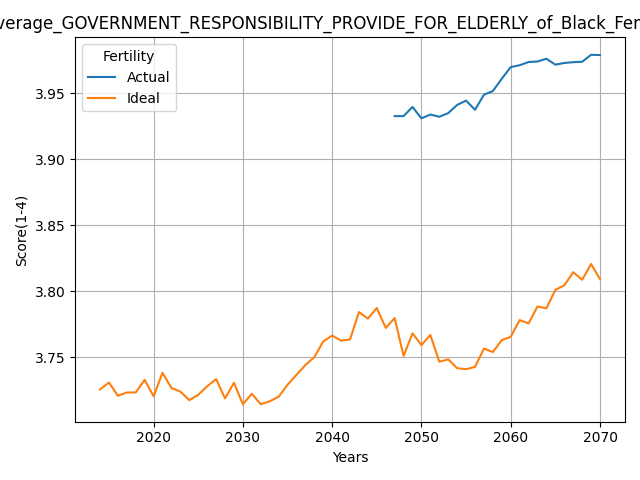 verage_GOVERNMENT_RESPONSIBILITY_PROVIDE_FOR_ELDERLY_of_Black_Fer
Fertility
Actual
Ideal
3.95
3.90
3.85
3.80
3.75
Score(1-4)
2020 2030 2040 2050 2060 2070
Years